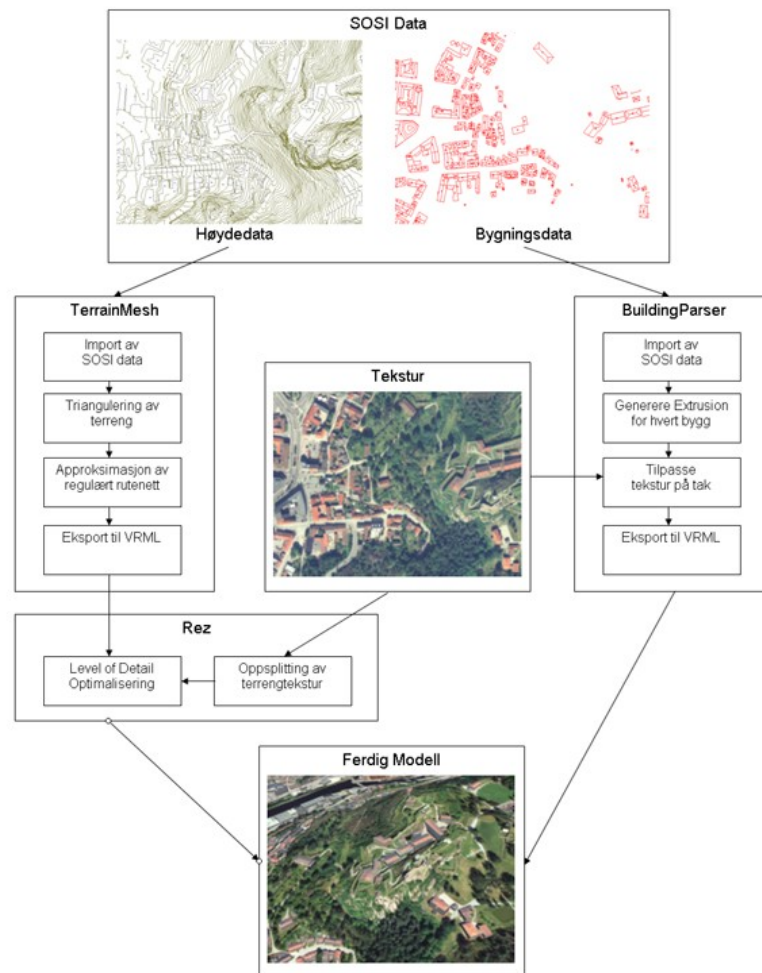 SOSI Data
Høydedata
Bygningsdata
TerrainMesh
Import av
SOSI data
Triangulering av
terreng
Approksimasjon av
regulært rutenett
Eksport til VRML
Tekstur
BuildingParser
Import av
SOSI data
Generere Extrusion
for hvert bygg
Tilpasse
tekstur på tak
Eksport til VRML
Rez
Level of Detail
Optimalisering
Oppsplitting av
terrengtekstur
Ferdig Modell